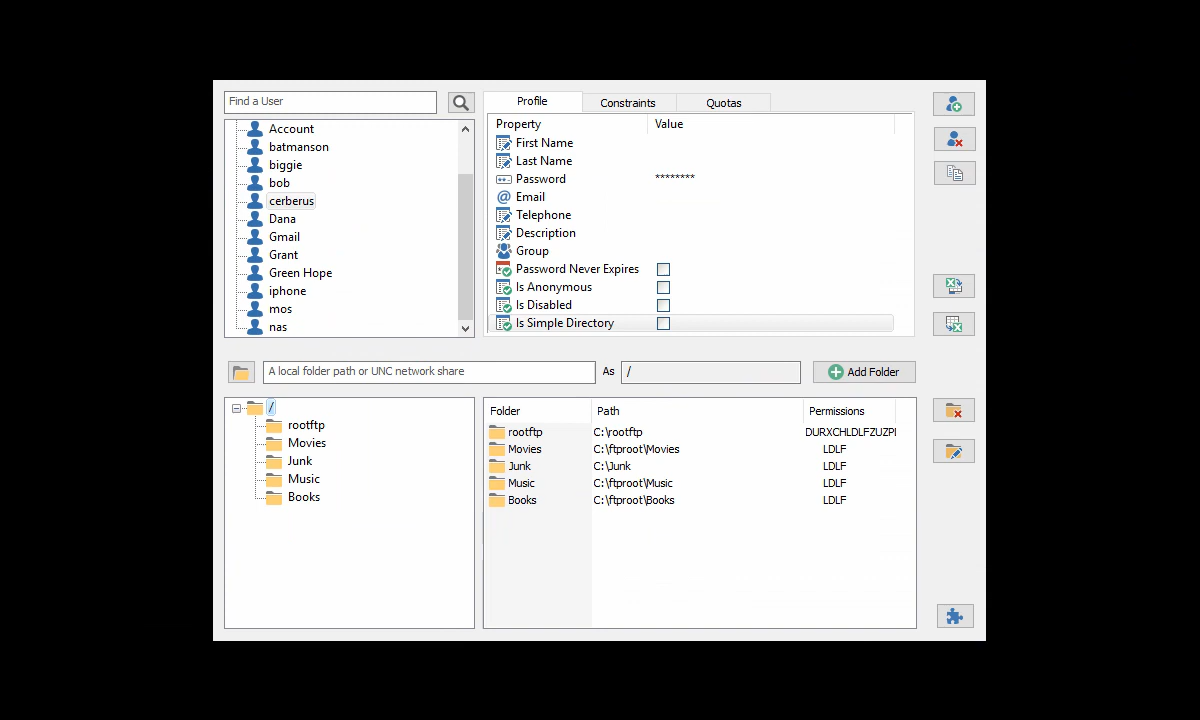 Find a User
Account
batmanson
biggie
bob
cerberus
Dana
Gmail
Grant
Green Hope
iphone
mos
nas
Profile Constraints Quotas
Property Value
First Name
Last Name
Password ********
Email
Telephone
Description
Group
Password Never Expires
Is Anonymous
Is Disabled
Is Simple Directory
A local folder path or UNC network share As / Add Folder
/
rootftp
Movies
Junk
Music
Books
Folder Path Permissions
rootftp C:\rootftp DURXCHLDLFZUZPI
Movies C:\ftproot\Movies LDLF
Junk C:\Junk LDLF
Music C:\ftproot\Music LDLF
Books C:\ftproot\Books LDLF